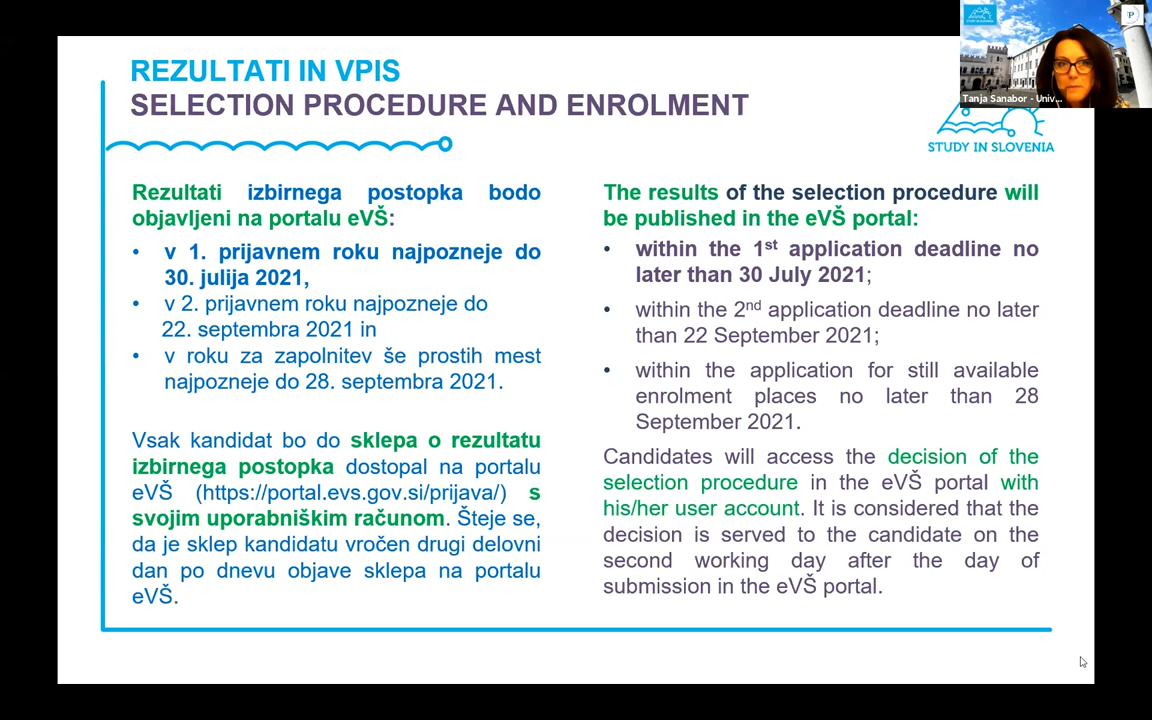 REZULTATI IN VPIS
SELECTION PROCEDURE AND ENROLMENT
Tanja Sanabor - Univ...
STUDY IN SLOVENIA
Rezultati izbirnega postopka bodo
objavljeni na portalu eVŠ:
• v 1. prijavnem roku najpozneje do
30. julija 2021,
• v 2. prijavnem roku najpozneje do
22. septembra 2021 in
• v roku za zapolnitev še prostih mest
najpozneje do 28. septembra 2021.
Vsak kandidat bo do sklepa o rezultatu
izbirnega postopka dostopal na portalu
eVŠ (https://portal.evs.gov.si/prijava/) s
svojim uporabniškim računom. Šteje se,
da je sklep kandidatu vročen drugi delovni
dan po dnevu objave sklepa na portalu
eVŠ.
The results of the selection procedure will
be published in the eVŠ portal:
• within the 1st application deadline no
later than 30 July 2021;
• within the 2nd application deadline no later
than 22 September 2021;
• within the application for still available
enrolment places no later than 28
September 2021.
Candidates will access the decision of the
selection procedure in the eVŠ portal with
his/her user account. It is considered that the
decision is served to the candidate on the
second working day after the day of
submission in the eVŠ portal.